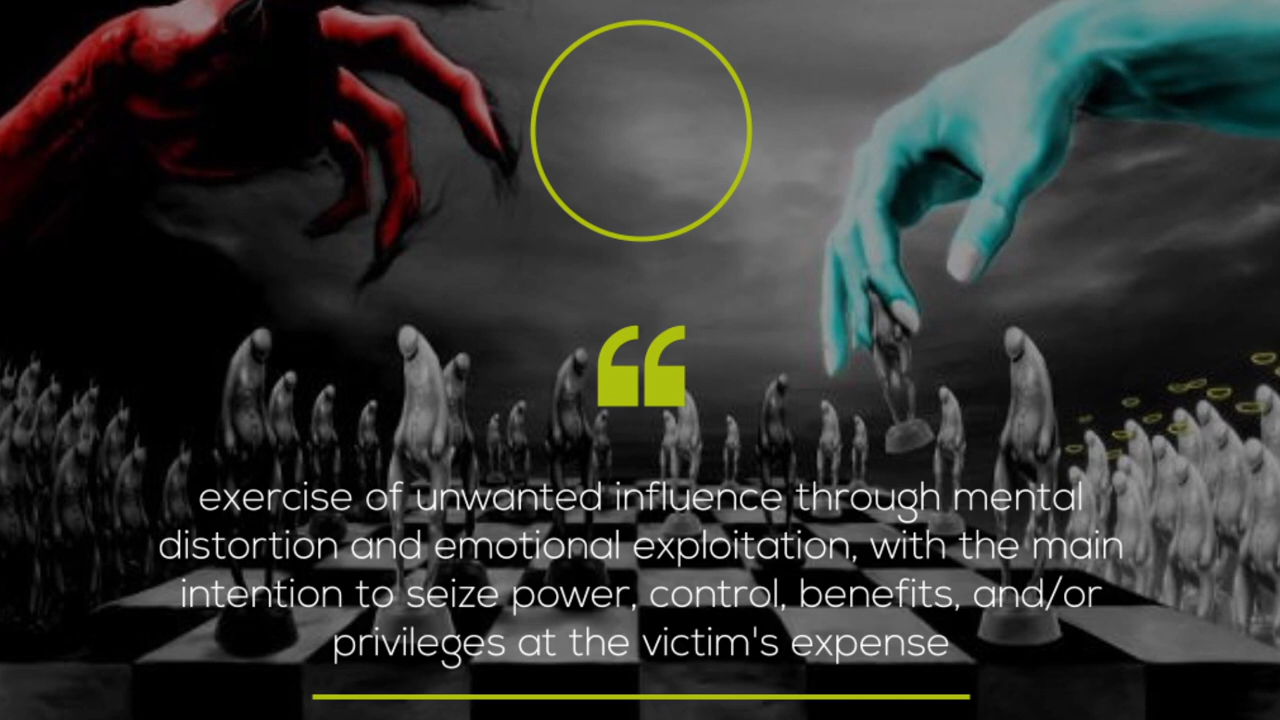 “
exercise of unwanted influence through mental
distortion and emotional exploitation, with the main
intention to seize power, control, benefits, and/or
privileges at the victim's expense